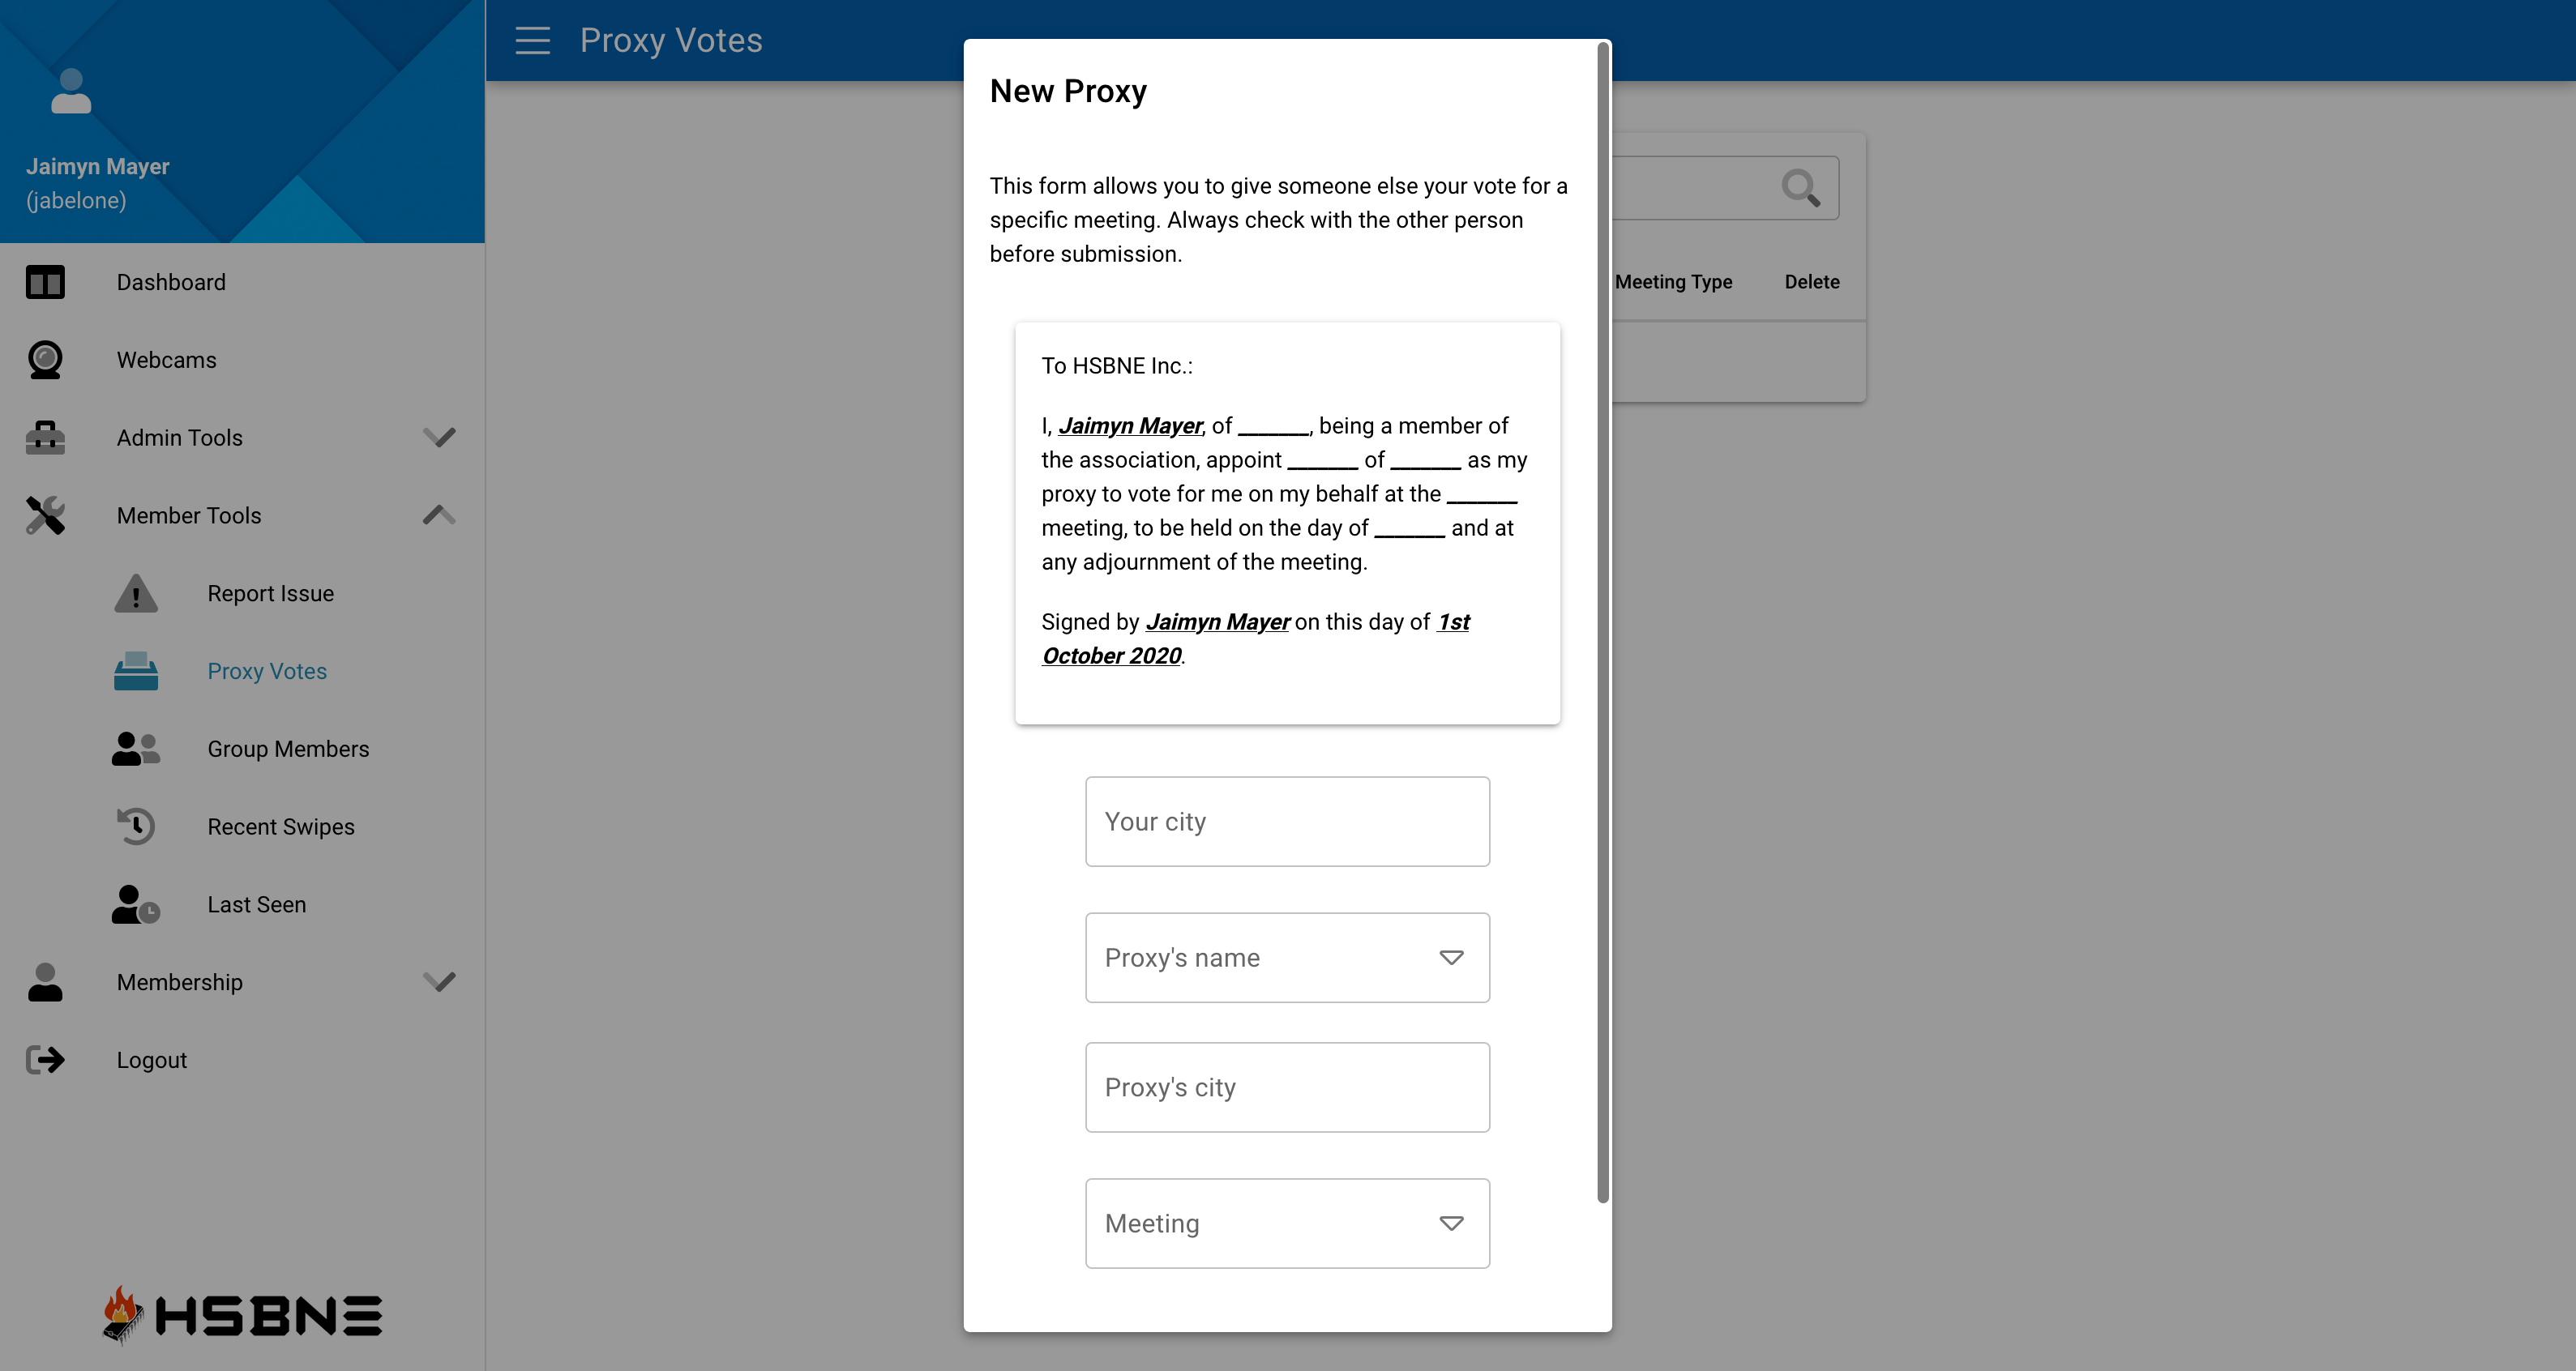 Jaimyn Mayer
(jabelone)
Dashboard
Webcams
Admin Tools
Member Tools
Report Issue
Proxy Votes
Group Members
Recent Swipes
Last Seen
Membership
Logout
HSBNE
Proxy Votes
Meeting Type Delete
New Proxy
This form allows you to give someone else your vote for a
specific meeting. Always check with the other person
before submission.
To HSBNE Inc.:
I, Jaimyn Mayer, of _______, being a member of
the association, appoint _______ of _______ as my
proxy to vote for me on my behalf at the _______
meeting, to be held on the day of _______ and at
any adjournment of the meeting.
Signed by Jaimyn Mayer on this day of 1st
October 2020.
Your city
Proxy's name
Proxy's city
Meeting